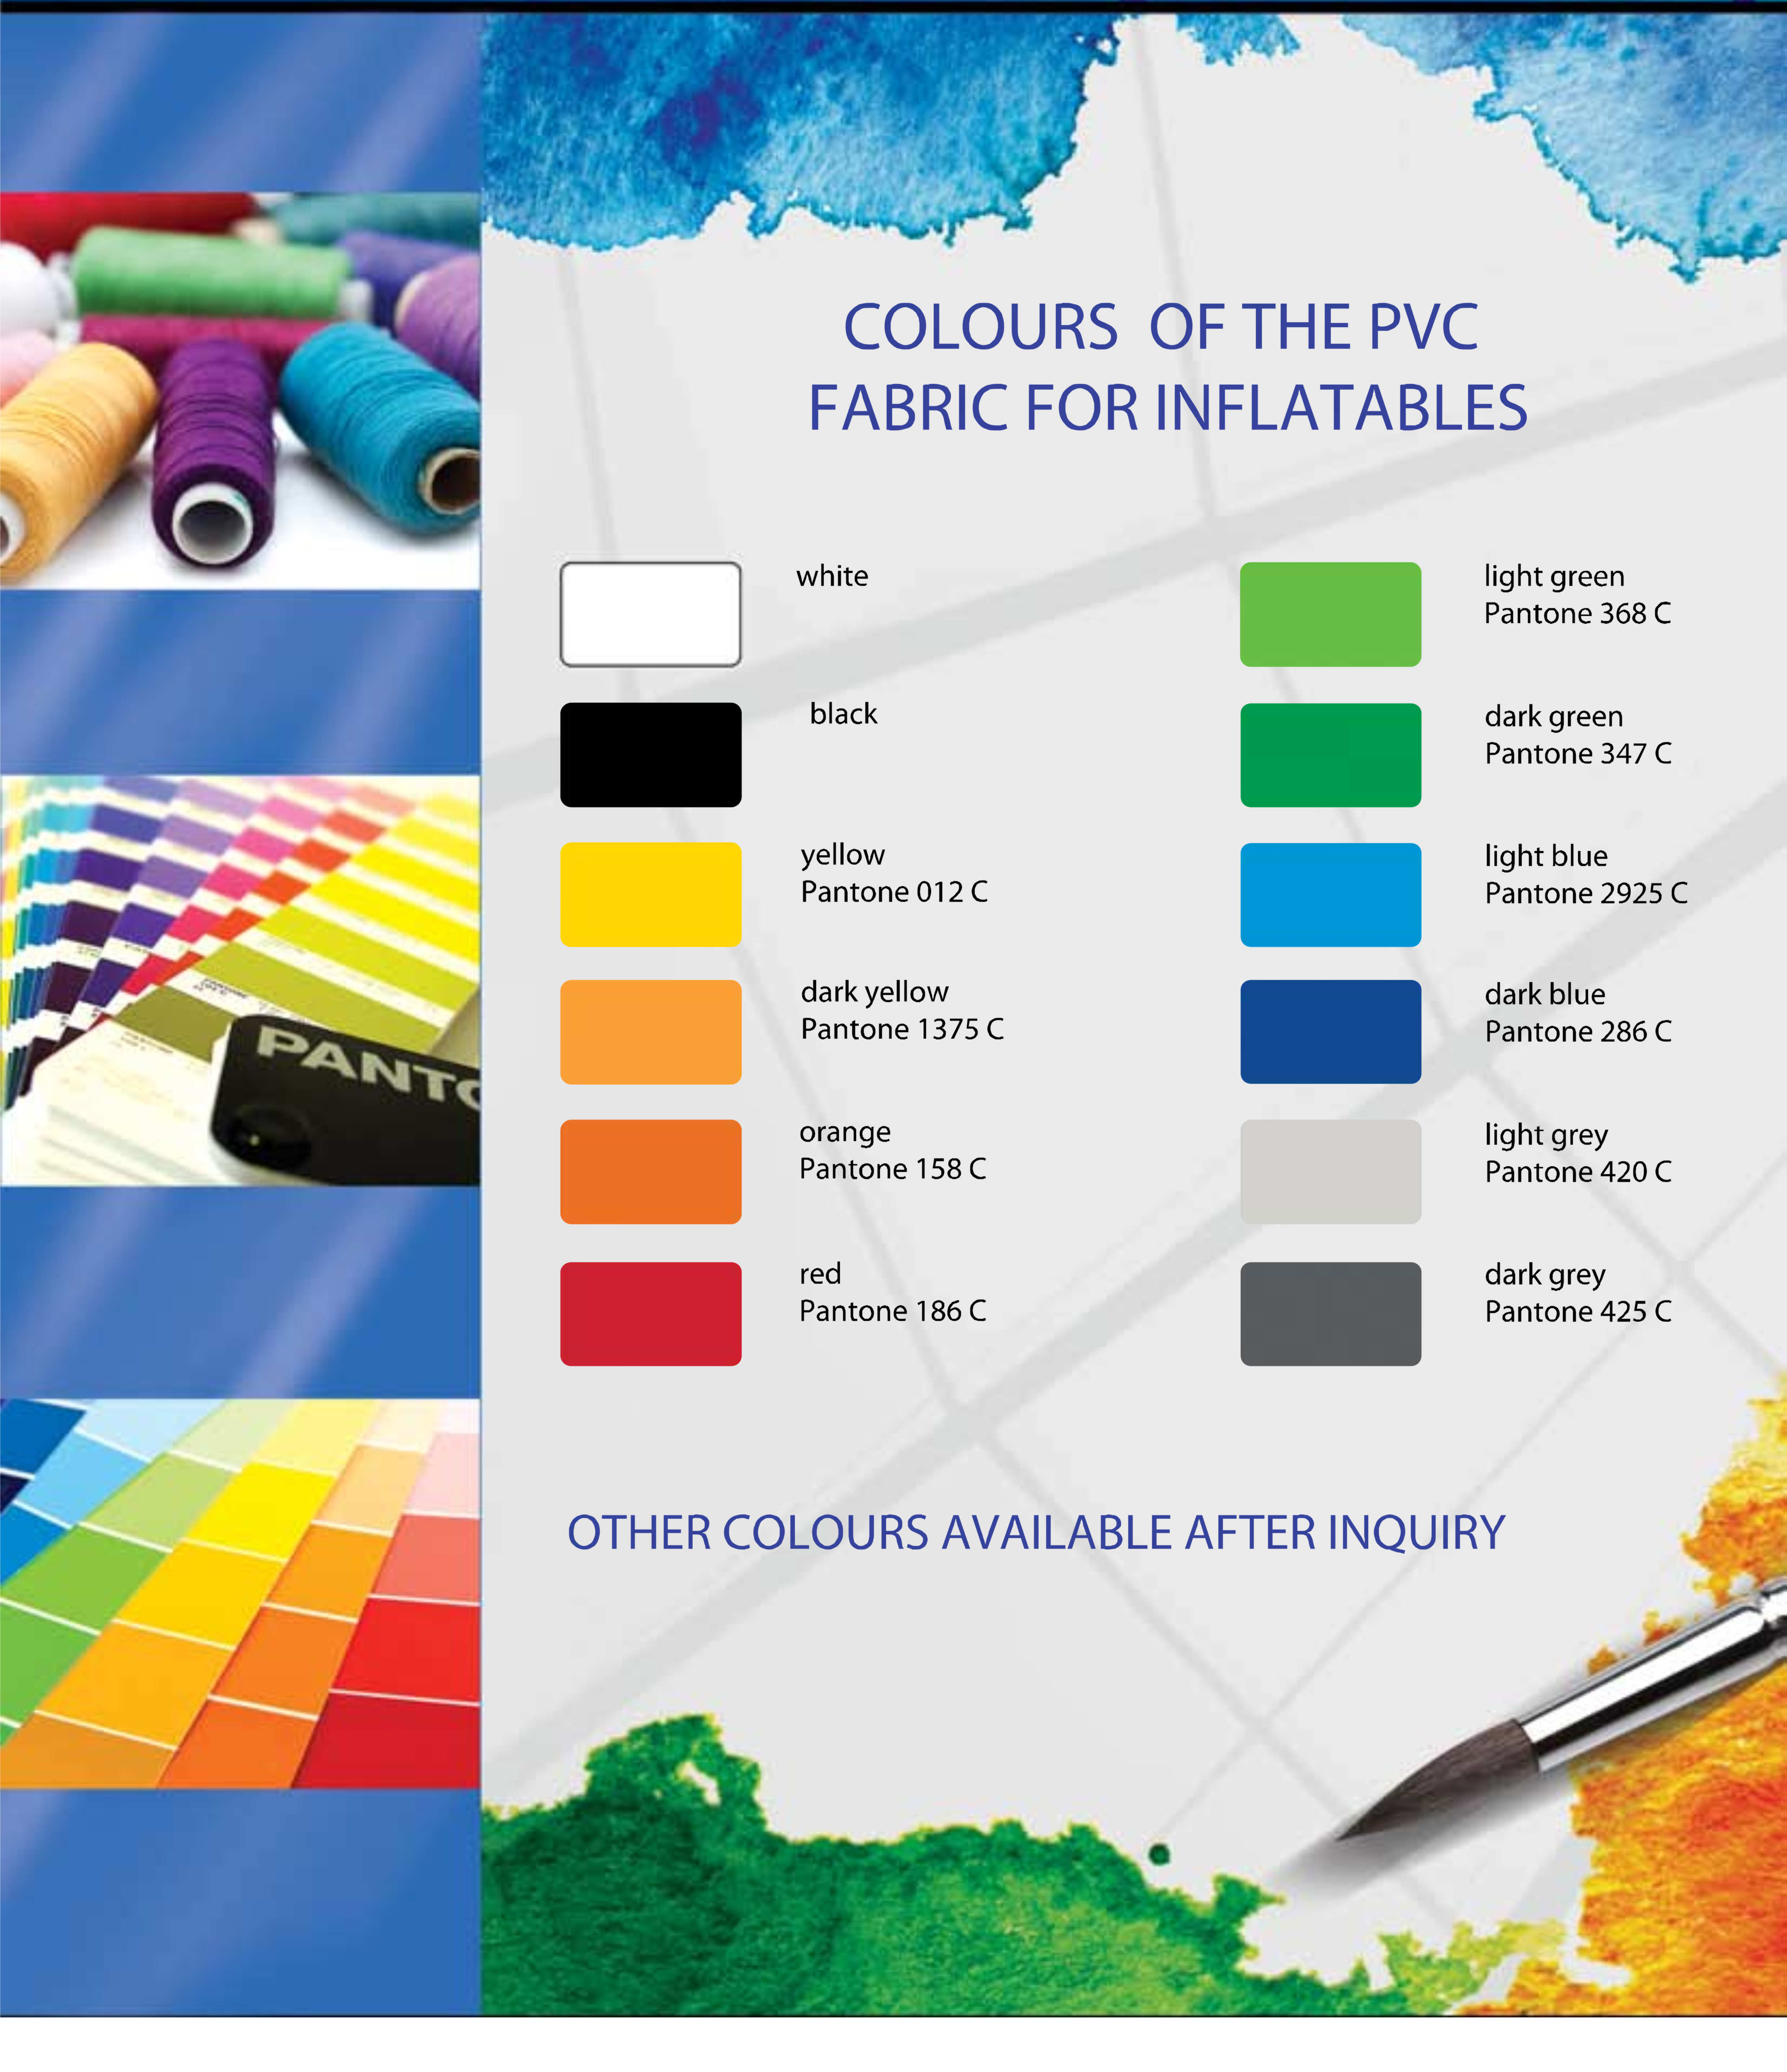 COLOURS OF THE PVC
FABRIC FOR INFLATABLES
white
black
yellow
Pantone 012 C
dark yellow
Pantone 1375 C
orange
Pantone 158 C
red
Pantone 186 C
light green
Pantone 368 C
dark green
Pantone 347 C
light blue
Pantone 2925 C
dark blue
Pantone 286 C
light grey
Pantone 420 C
dark grey
Pantone 425 C
OTHER COLOURS AVAILABLE AFTER INQUIRY
PANTO